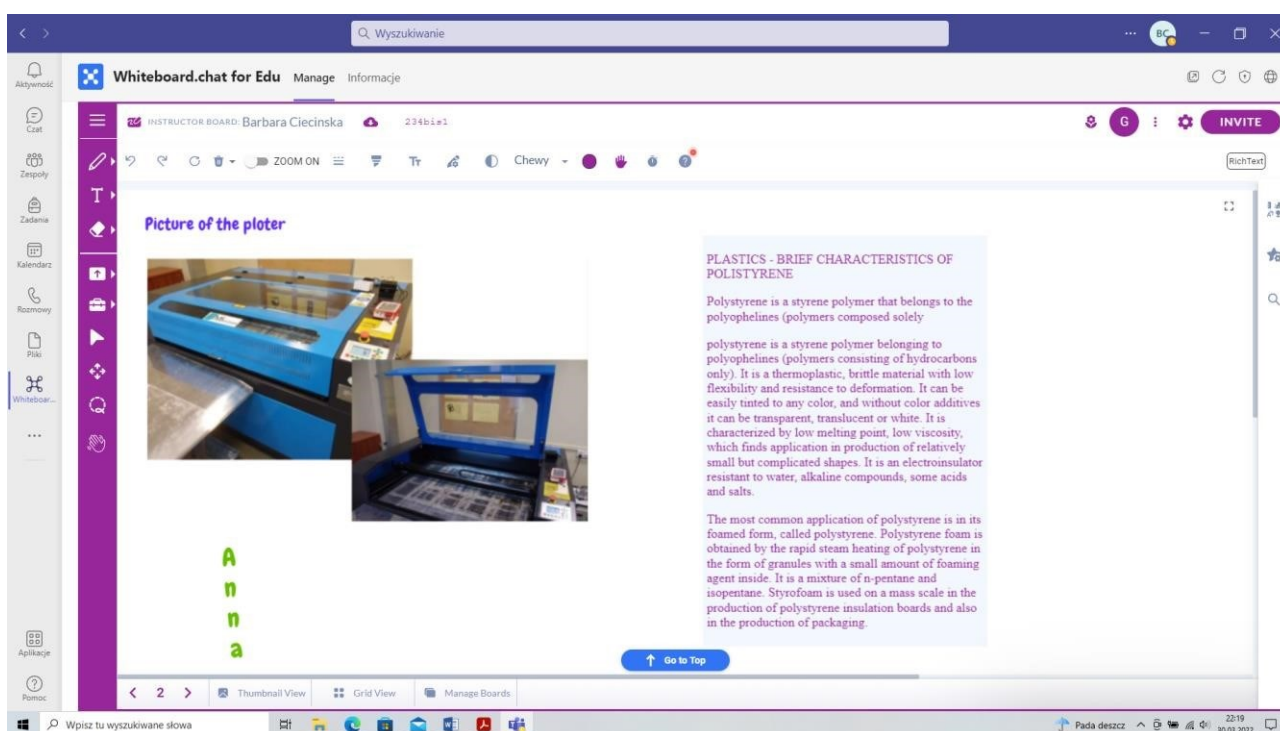 Wyszukiwanie
BC
Aktywność
Czat
Zespoły
Zadania
Kalendarz
Rozmowy
Pliki
Whiteboar...
Aplikacje
Pomoc
Whiteboard.chat for Edu Manage Informacje
INSTRUCTOR BOARD: Barbara Ciecinska 234bis1
G
INVITE
ZOOM ON
Chewy
RichText
Picture of the ploter
A
n
n
a
PLASTICS - BRIEF CHARACTERISTICS OF
POLISTYRENE
Polystyrene is a styrene polymer that belongs to the
polyophelines (polymers composed solely
polystyrene is a styrene polymer belonging to
polyophelines (polymers consisting of hydrocarbons
only). It is a thermoplastic, brittle material with low
flexibility and resistance to deformation. It can be
easily tinted to any color, and without color additives
it can be transparent, translucent or white. It is
characterized by low melting point, low viscosity,
which finds application in production of relatively
small but complicated shapes. It is an electroinsulator
resistant to water, alkaline compounds, some acids
and salts.
The most common application of polystyrene is in its
foamed form, called polystyrene. Polystyrene foam is
obtained by the rapid steam heating of polystyrene in
the form of granules with a small amount of foaming
agent inside. It is a mixture of n-pentane and
isopentane. Styrofoam is used on a mass scale in the
production of polystyrene insulation boards and also
in the production of packaging.
Go to Top
2 Thumbnail View Grid View Manage Boards
Wpisz tu wyszukiwane słowa
Pada deszcz
22:19
30.03.2022